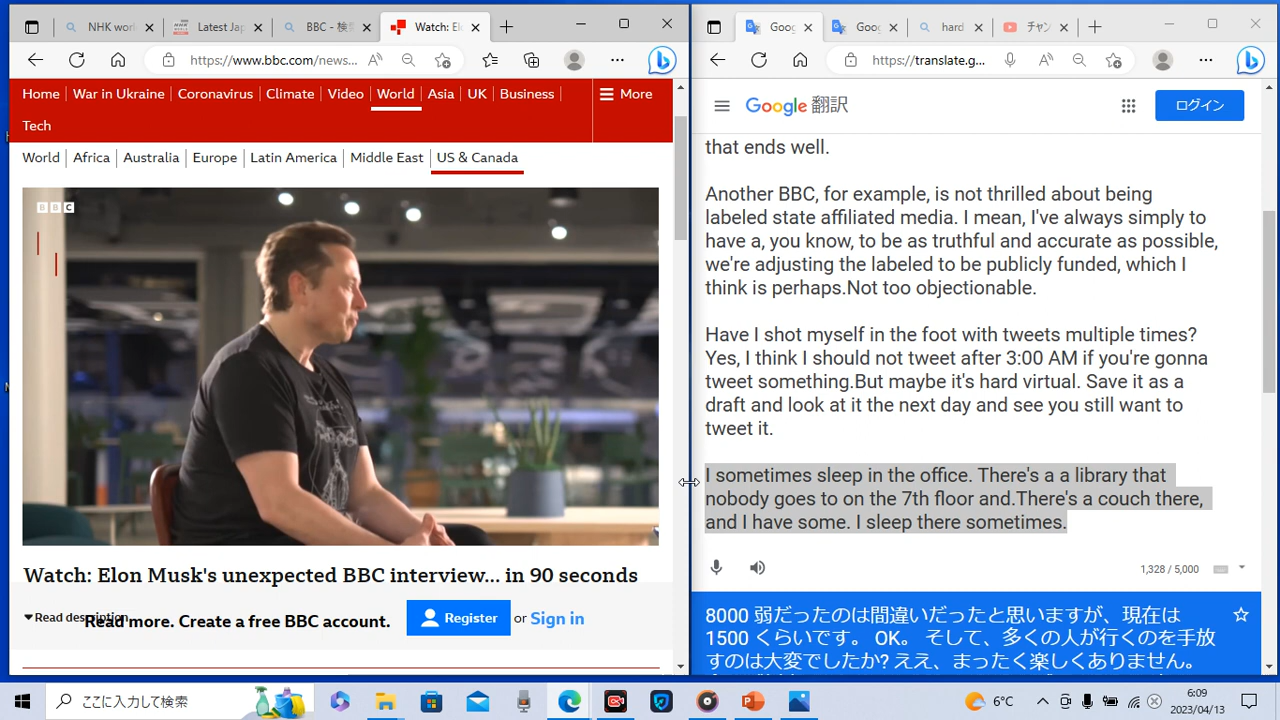 NHK wor
Latest Jap
BBC - 検索
Watch: Elo
https://www.bbc.com/news...
Home
War in Ukraine
Coronavirus
Climate
Video
World
Asia
UK
Business
More
Tech
World
Africa
Australia
Europe
Latin America
Middle East
US & Canada
BBC
Watch: Elon Musk's unexpected BBC interview... in 90 seconds
Read description
Read more. Create a free BBC account.
Register
or Sign in
Goog
Goog
hard
チャン
https://translate.g...
Google 翻訳
ログイン
that ends well.
Another BBC, for example, is not thrilled about being
labeled state affiliated media. I mean, I've always simply to
have a, you know, to be as truthful and accurate as possible,
we're adjusting the labeled to be publicly funded, which I
think is perhaps.Not too objectionable.
Have I shot myself in the foot with tweets multiple times?
Yes, I think I should not tweet after 3:00 AM if you're gonna
tweet something.But maybe it's hard virtual. Save it as a
draft and look at it the next day and see you still want to
tweet it.
I sometimes sleep in the office. There's a a library that
nobody goes to on the 7th floor and.There's a couch there,
and I have some. I sleep there sometimes.
1,328 / 5,000
8000 弱だったのは間違いだったと思いますが、現在は
1500 くらいです。 OK。 そして、多くの人が行くのを手放
すのは大変でしたか? ええ、まったく楽しくありません。
ここに入力して検索
6°C
6:09
2023/04/13